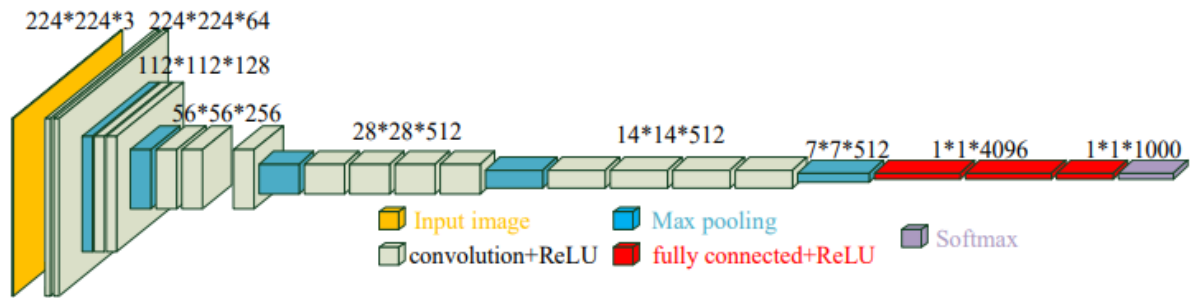 224*224*3
224*224*64
112*112*128
56*56*256
28*28*512
14*14*512
7*7*512
1*1*4096
1*1*1000
Input image
Max pooling
Softmax
convolution+ReLU
fully connected+ReLU